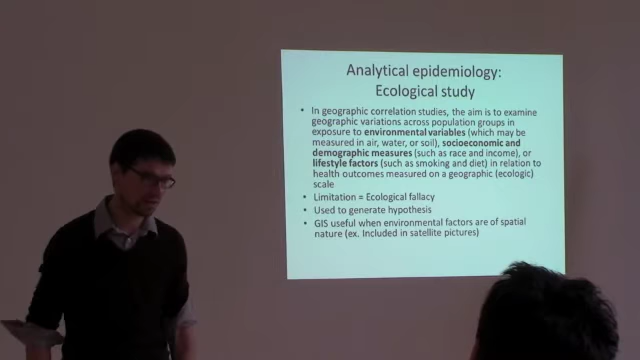 Analytical epidemiology:
Ecological study
• In geographic correlation studies, the aim is to examine
geographic variations across population groups in
exposure to environmental variables (which may be
measured in air, water, or soil), socioeconomic and
demographic measures (such as race and income), or
lifestyle factors (such as smoking and diet) in relation to
health outcomes measured on a geographic (ecologic)
scale
• Limitation = Ecological fallacy
• Used to generate hypothesis
• GIS useful when environmental factors are of spatial
nature (ex. Included in satellite pictures)